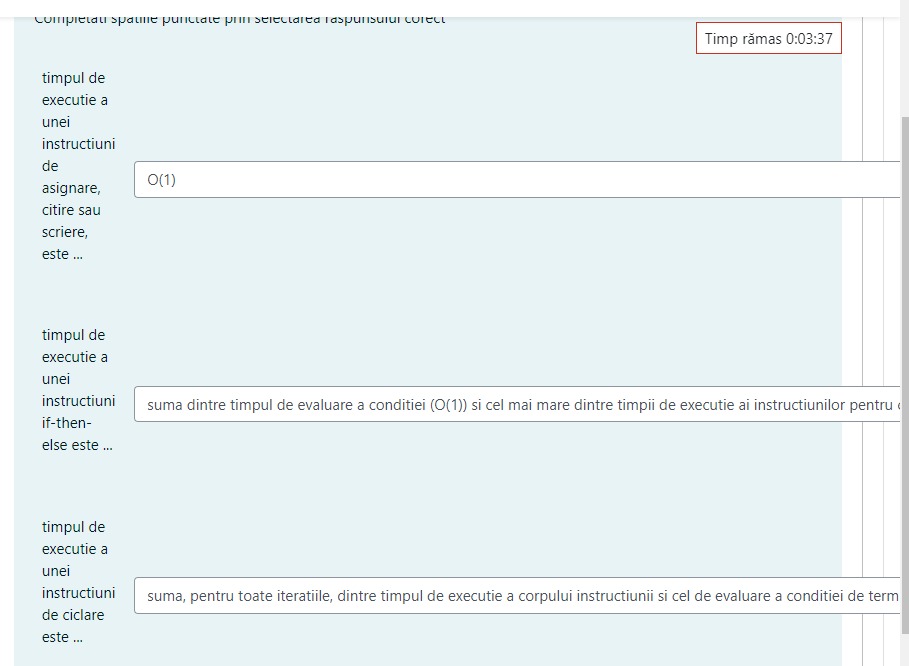 Completati spatiile punctate prin selectarea raspunsului corect
Timp rămas 0:03:37
timpul de
executie a
unei
instructiuni
de
asignare,
citire sau
scriere,
este ...
O(1)
timpul de
executie a
unei
instructiuni
if-then-
else este ...
suma dintre timpul de evaluare a conditiei (O(1)) si cel mai mare dintre timpii de executie ai instructiunilor pentru
timpul de
executie a
unei
instructiuni
de ciclare
este ...
suma, pentru toate iteratiile, dintre timpul de executie a corpului instructiunii si cel de evaluare a conditiei de term